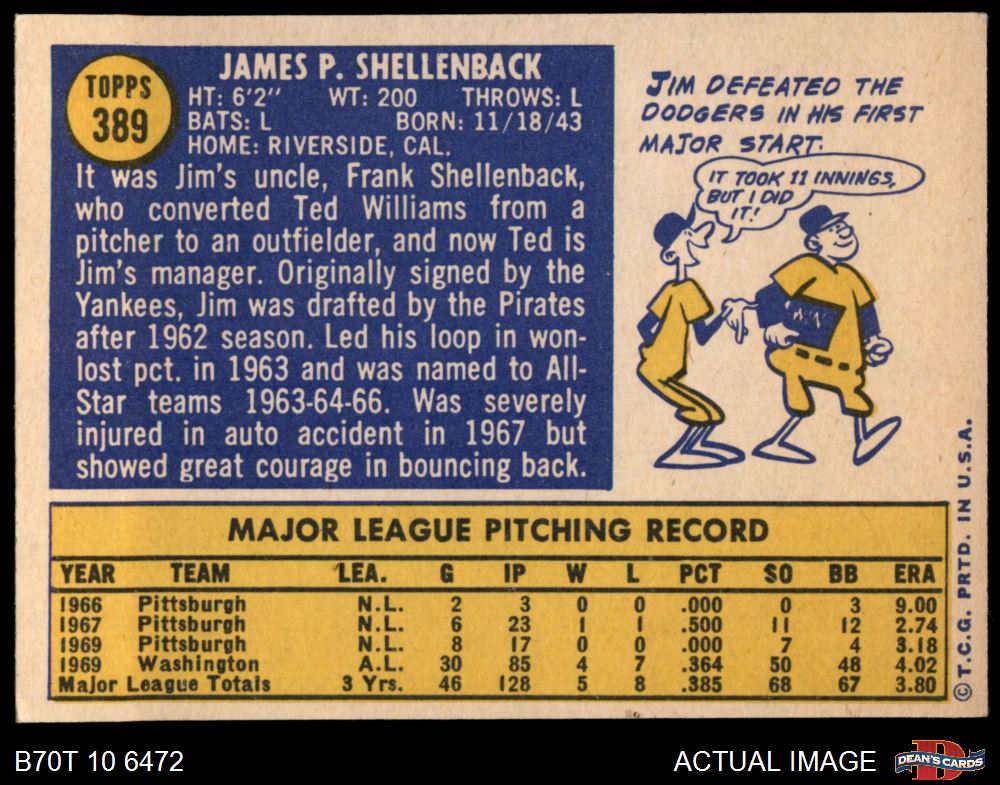 TOPPS
389
JAMES P. SHELLENBACK
HT: 6'2" WT: 200 THROWS: L
BATS: L BORN: 11/18/43
HOME: RIVERSIDE, CAL.
It was Jim's uncle, Frank Shellenback,
who converted Ted Williams from a
pitcher to an outfielder, and now Ted is
Jim's manager. Originally signed by the
Yankees, Jim was drafted by the Pirates
after 1962 season. Led his loop in won-
lost pct. in 1963 and was named to All-
Star teams 1963-64-66. Was severely
injured in auto accident in 1967 but
showed great courage in bouncing back.
JIM DEFEATED THE
DODGERS IN HIS FIRST
MAJOR START.
IT TOOK 11 INNINGS,
BUT I DID
IT!
MAJOR LEAGUE PITCHING RECORD
YEAR TEAM LEA. G IP W L PCT SO BB ERA
1966 Pittsburgh N.L. 2 3 0 0 .000 0 3 9.00
1967 Pittsburgh N.L. 6 23 1 1 .500 11 12 2.74
1969 Pittsburgh N.L. 8 17 0 0 .000 7 4 3.18
1969 Washington A.L. 30 85 4 7 .364 50 48 4.02
Major League Totals 3 Yrs. 46 128 5 8 .385 68 67 3.80
© T.C.G. PRTD. IN U.S.A.
B70T 10 6472
ACTUAL IMAGE
DEAN'S CARDS